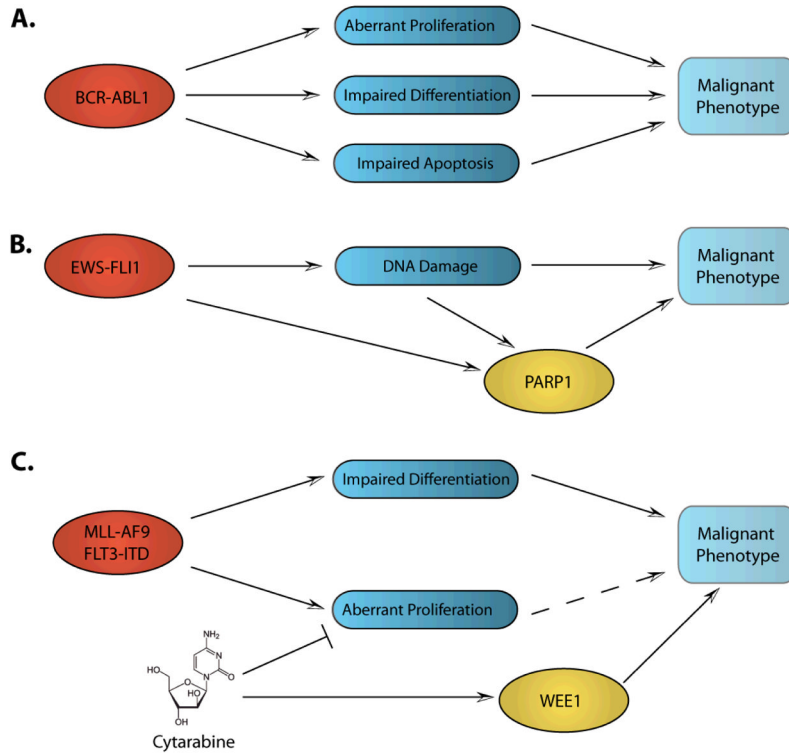 A.
Aberrant Proliferation
BCR-ABL1
Impaired Differentiation
Malignant
Phenotype
Impaired Apoptosis
B.
EWS-FLI1
DNA Damage
Malignant
Phenotype
PARP1
C.
Impaired Differentiation
MLL-AF9
FLT3-ITD
Malignant
Phenotype
Aberrant Proliferation
NH₂
N
HO
O
N
O
HO
OH
WEE1
Cytarabine